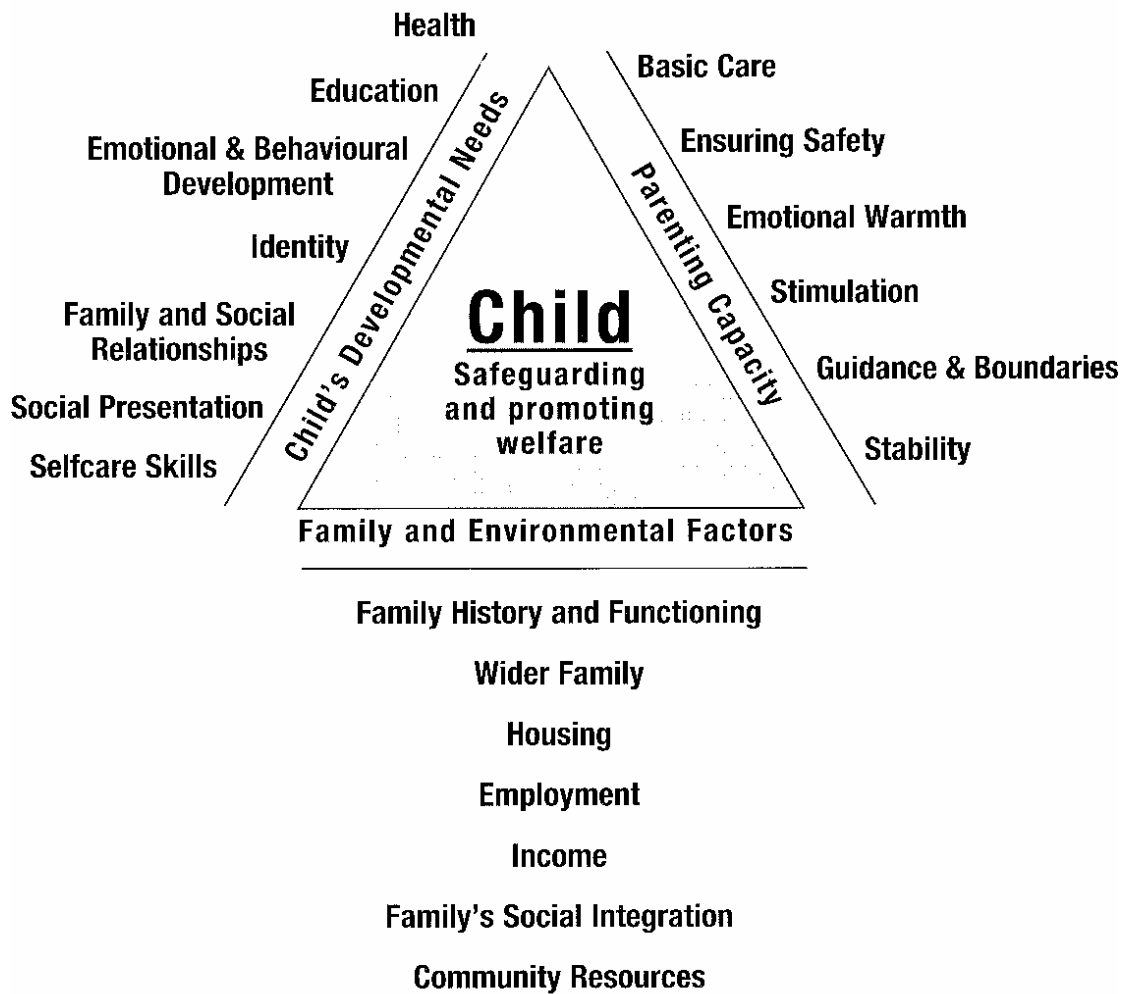 Health
Education
Emotional & Behavioural
Development
Identity
Family and Social
Relationships
Social Presentation
Selfcare Skills
Child's Developmental Needs
Basic Care
Ensuring Safety
Emotional Warmth
Stimulation
Guidance & Boundaries
Stability
Parenting Capacity
Child
Safeguarding
and promoting
welfare
Family and Environmental Factors
Family History and Functioning
Wider Family
Housing
Employment
Income
Family's Social Integration
Community Resources